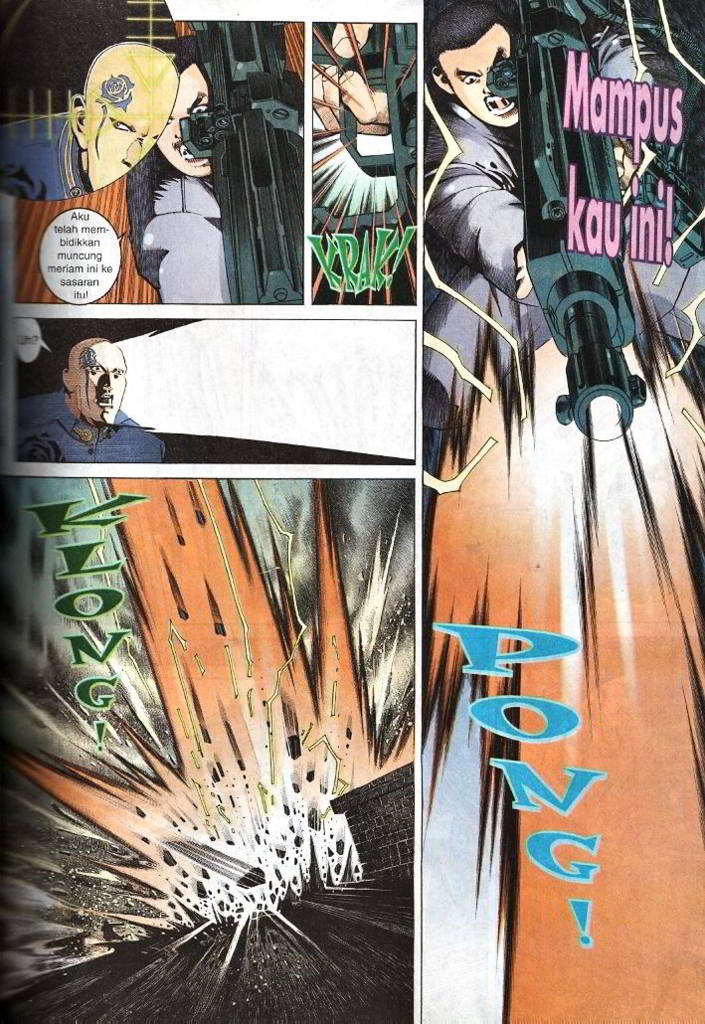 Aku
telah mem-
bidikkan
muncung
meriam ini ke
sasaran
itu!
KRAK!
Mampus
kau ini!
KLONG!
PONG!